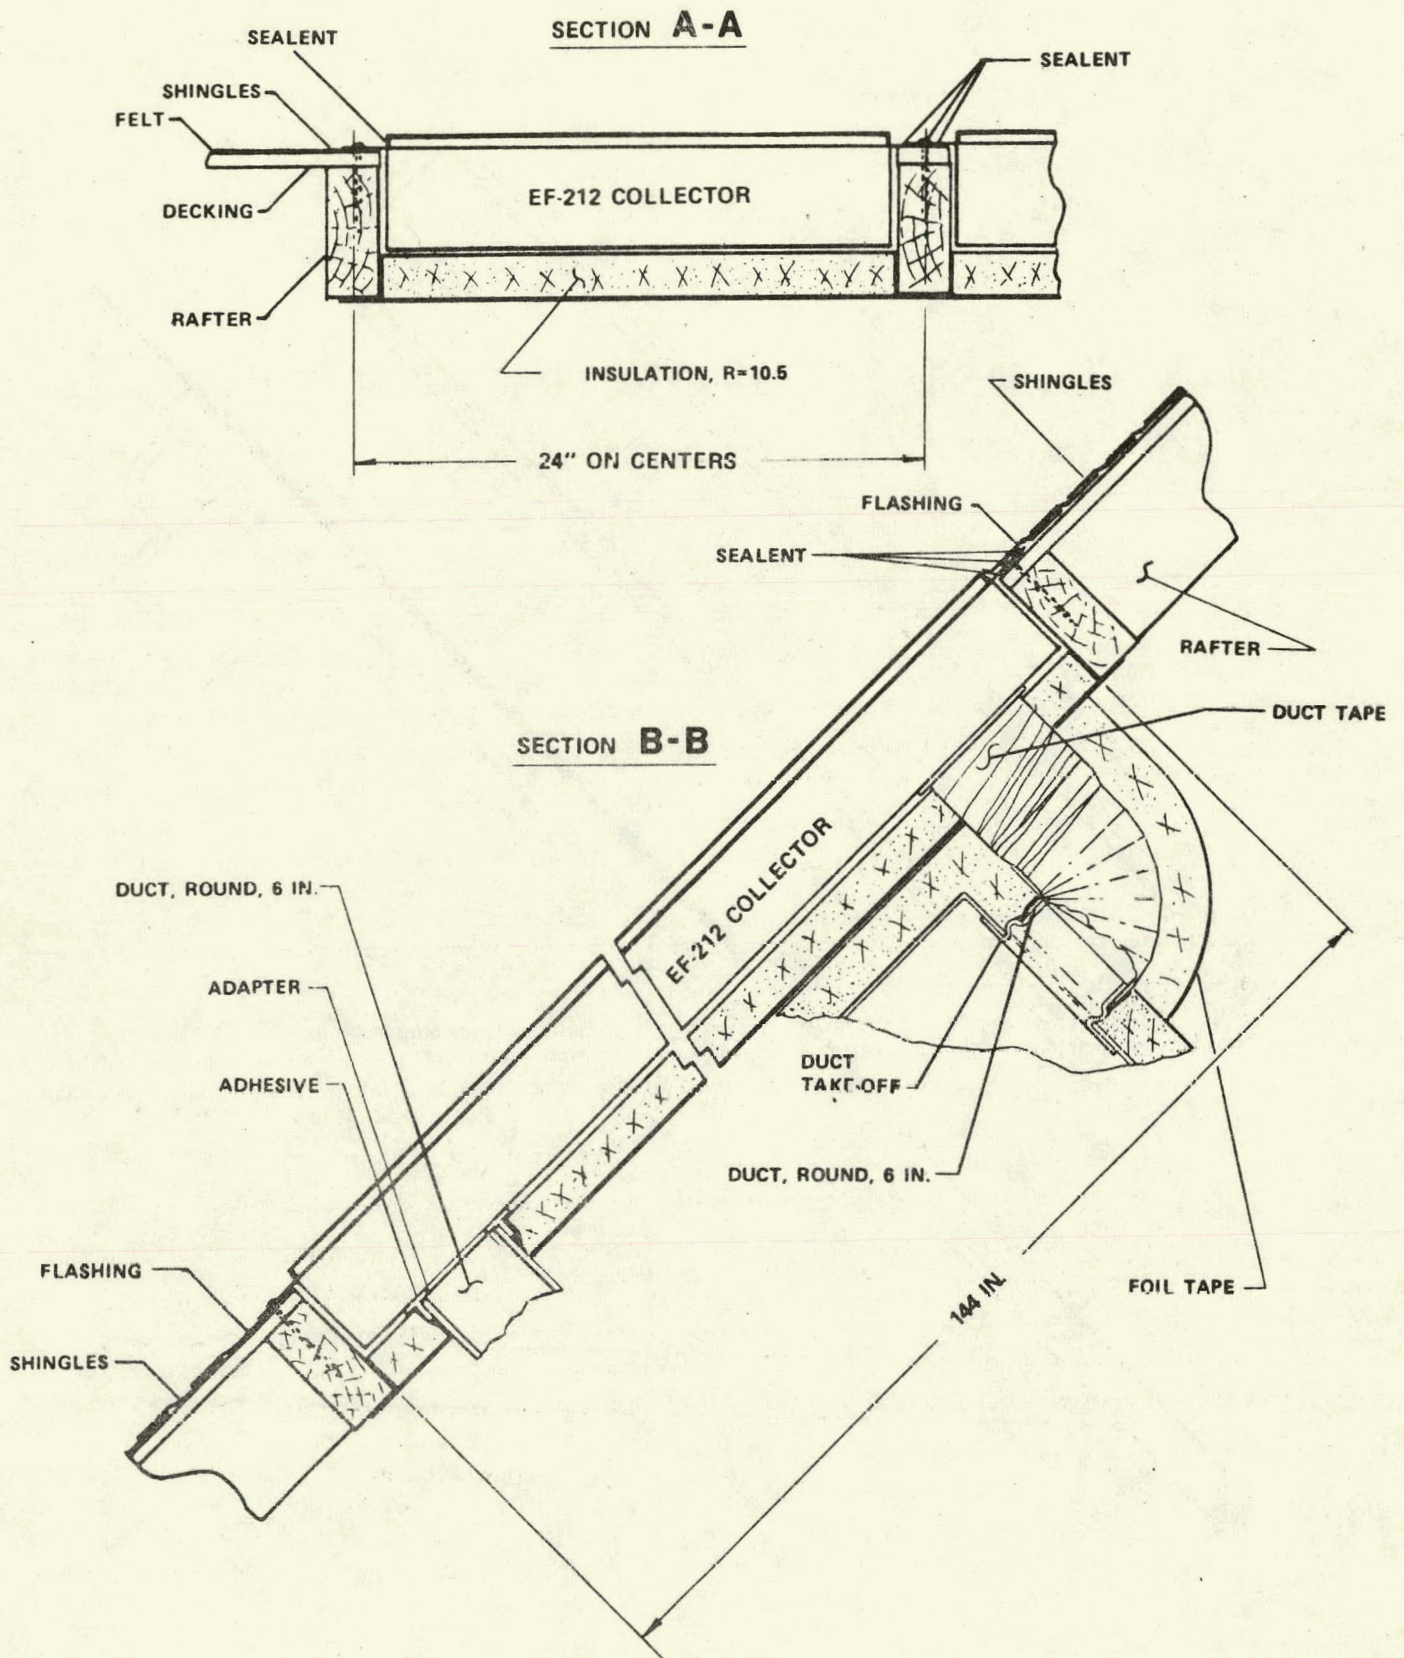 SECTION A-A
SEALENT
SEALENT
SHINGLES
FELT
EF-212 COLLECTOR
DECKING
RAFTER
INSULATION, R=10.5
SHINGLES
24" ON CENTERS
FLASHING
SEALENT
RAFTER
DUCT TAPE
SECTION B-B
EF-212 COLLECTOR
DUCT, ROUND, 6 IN.
ADAPTER
ADHESIVE
DUCT
TAKE-OFF
DUCT, ROUND, 6 IN.
FLASHING
FOIL TAPE
144 IN.
SHINGLES